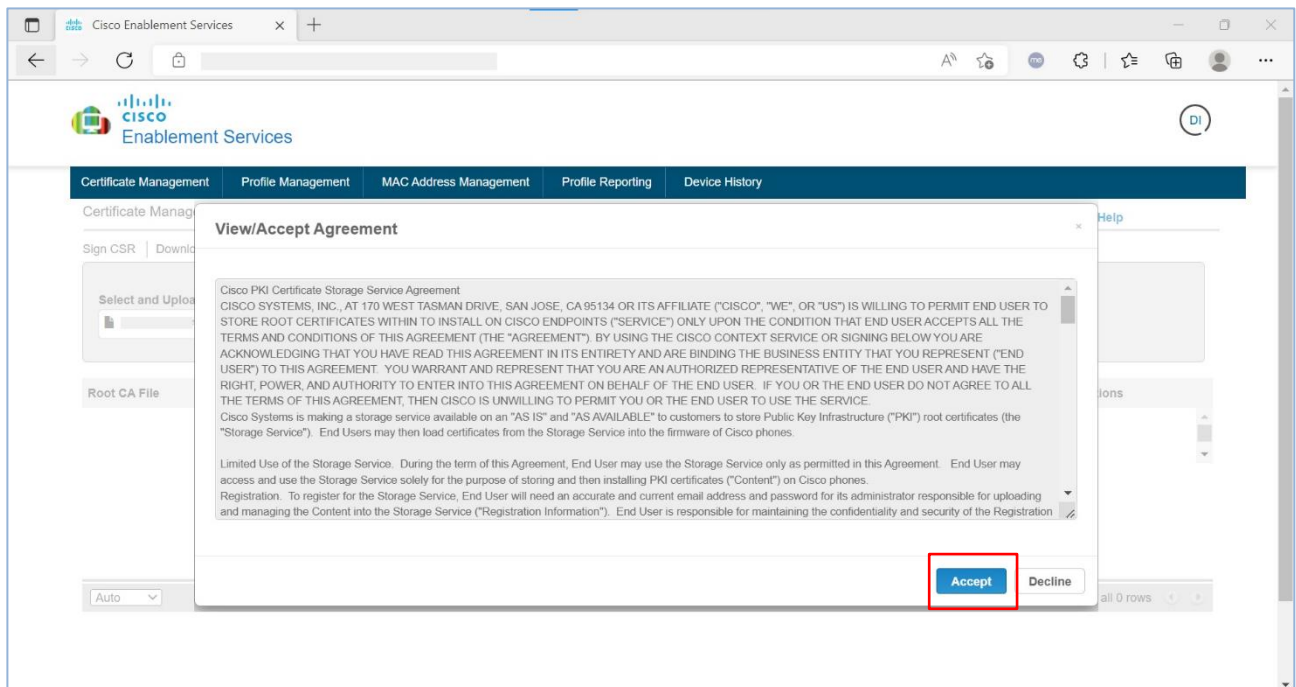 Cisco Enablement Services
CISCO
Enablement Services
DI
Certificate Management Profile Management MAC Address Management Profile Reporting Device History
Certificate Manag
Help
View/Accept Agreement
Sign CSR Downlo
Select and Uploa
Cisco PKI Certificate Storage Service Agreement
CISCO SYSTEMS, INC., AT 170 WEST TASMAN DRIVE, SAN JOSE, CA 95134 OR ITS AFFILIATE ("CISCO", "WE", OR "US") IS WILLING TO PERMIT END USER TO
STORE ROOT CERTIFICATES WITHIN TO INSTALL ON CISCO ENDPOINTS ("SERVICE") ONLY UPON THE CONDITION THAT END USER ACCEPTS ALL THE
TERMS AND CONDITIONS OF THIS AGREEMENT (THE "AGREEMENT"). BY USING THE CISCO CONTEXT SERVICE OR SIGNING BELOW YOU ARE
ACKNOWLEDGING THAT YOU HAVE READ THIS AGREEMENT IN ITS ENTIRETY AND ARE BINDING THE BUSINESS ENTITY THAT YOU REPRESENT ("END
USER") TO THIS AGREEMENT. YOU WARRANT AND REPRESENT THAT YOU ARE AN AUTHORIZED REPRESENTATIVE OF THE END USER AND HAVE THE
RIGHT, POWER, AND AUTHORITY TO ENTER INTO THIS AGREEMENT ON BEHALF OF THE END USER. IF YOU OR THE END USER DO NOT AGREE TO ALL
THE TERMS OF THIS AGREEMENT, THEN CISCO IS UNWILLING TO PERMIT YOU OR THE END USER TO USE THE SERVICE.
Cisco Systems is making a storage service available on an "AS IS" and "AS AVAILABLE" to customers to store Public Key Infrastructure ("PKI") root certificates (the
"Storage Service"). End Users may then load certificates from the Storage Service into the firmware of Cisco phones.
Limited Use of the Storage Service. During the term of this Agreement, End User may use the Storage Service only as permitted in this Agreement. End User may
access and use the Storage Service solely for the purpose of storing and then installing PKI certificates ("Content") on Cisco phones.
Registration. To register for the Storage Service, End User will need an accurate and current email address and password for its administrator responsible for uploading
and managing the Content into the Storage Service ("Registration Information"). End User is responsible for maintaining the confidentiality and security of the Registration
Root CA File
ions
Accept Decline
Auto
all 0 rows